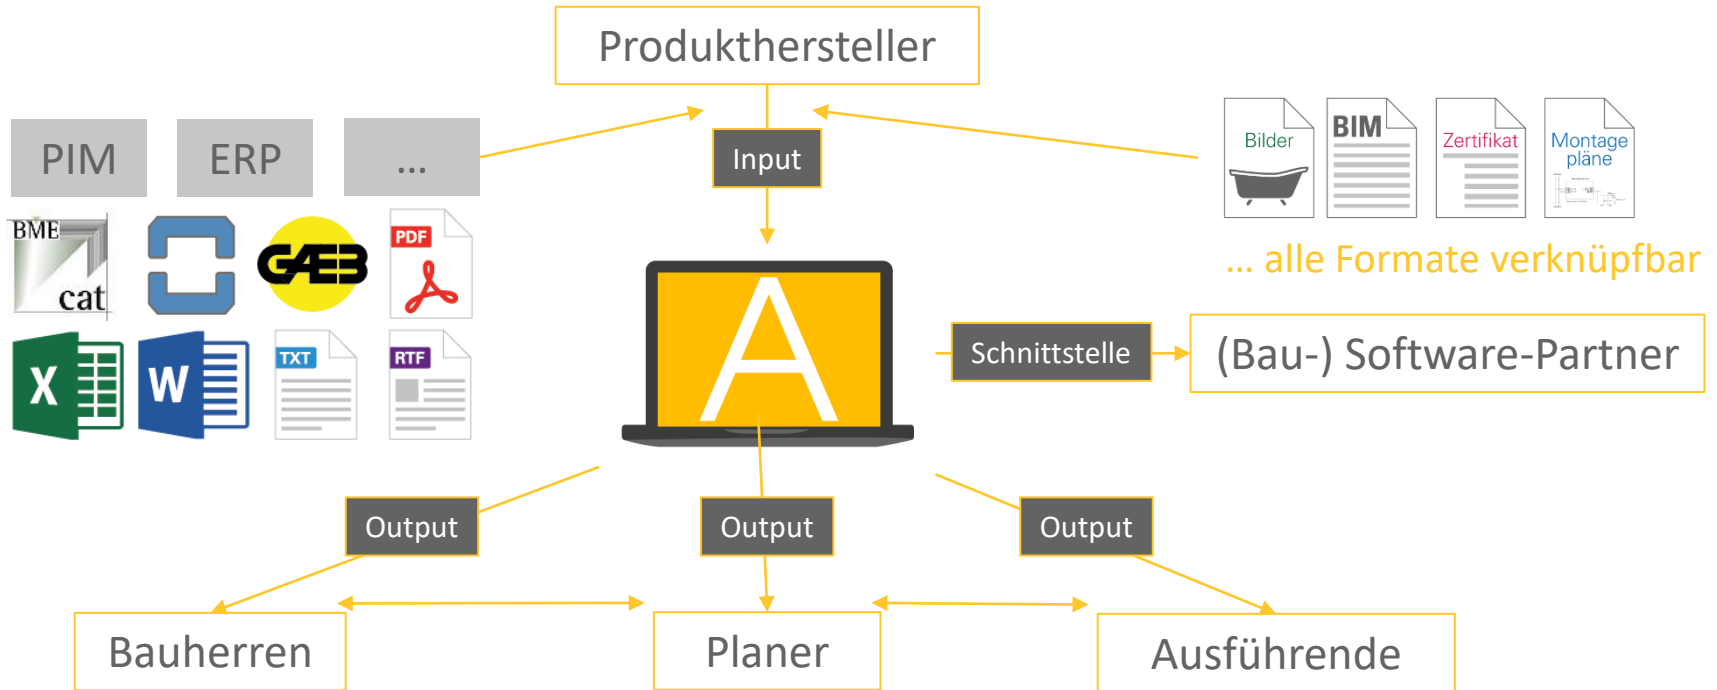 Produkthersteller
PIM
ERP
...
Input
Bilder
BIM
Zertifikat
Montage
pläne
BME
cat
GAEB
PDF
... alle Formate verknüpfbar
A
Schnittstelle
(Bau-) Software-Partner
X
W
TXT
RTF
Output
Output
Output
Bauherren
Planer
Ausführende